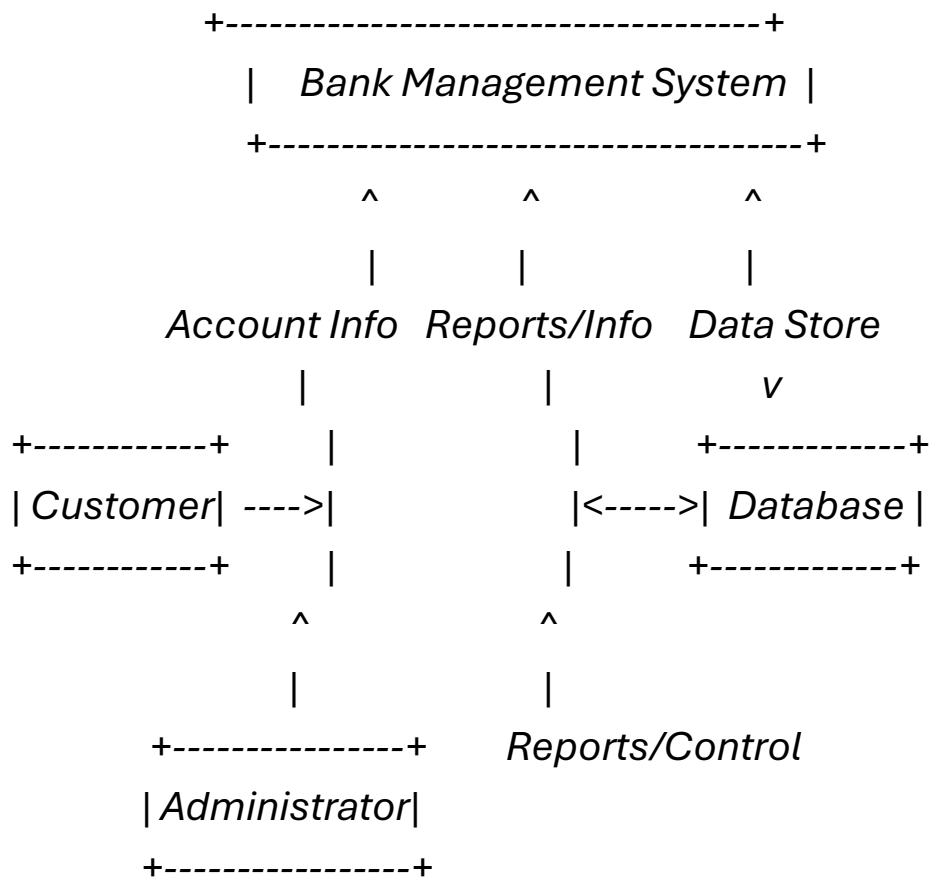 +------------------------------------+
| Bank Management System |
+------------------------------------+
^ ^ ^
| | |
Account Info Reports/Info Data Store
| | v
+------------+ | | +-------------+
| Customer| ---->| |<----->| Database |
+------------+ | | +-------------+
^ ^
| |
+----------------+ Reports/Control
| Administrator|
+-----------------+